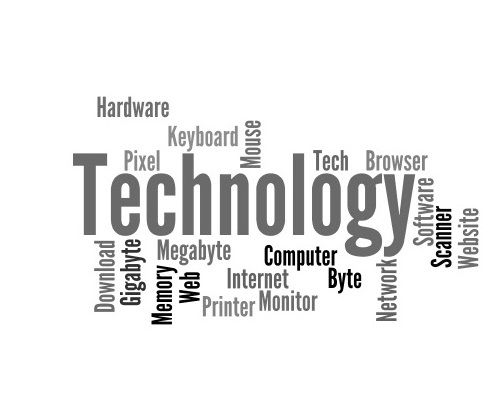 Hardware
Keyboard
Mouse
Pixel
Tech
Browser
Technology
Software
Scanner
Website
Download
Gigabyte
Megabyte
Memory
Web
Computer
Internet
Byte
Network
Printer
Monitor